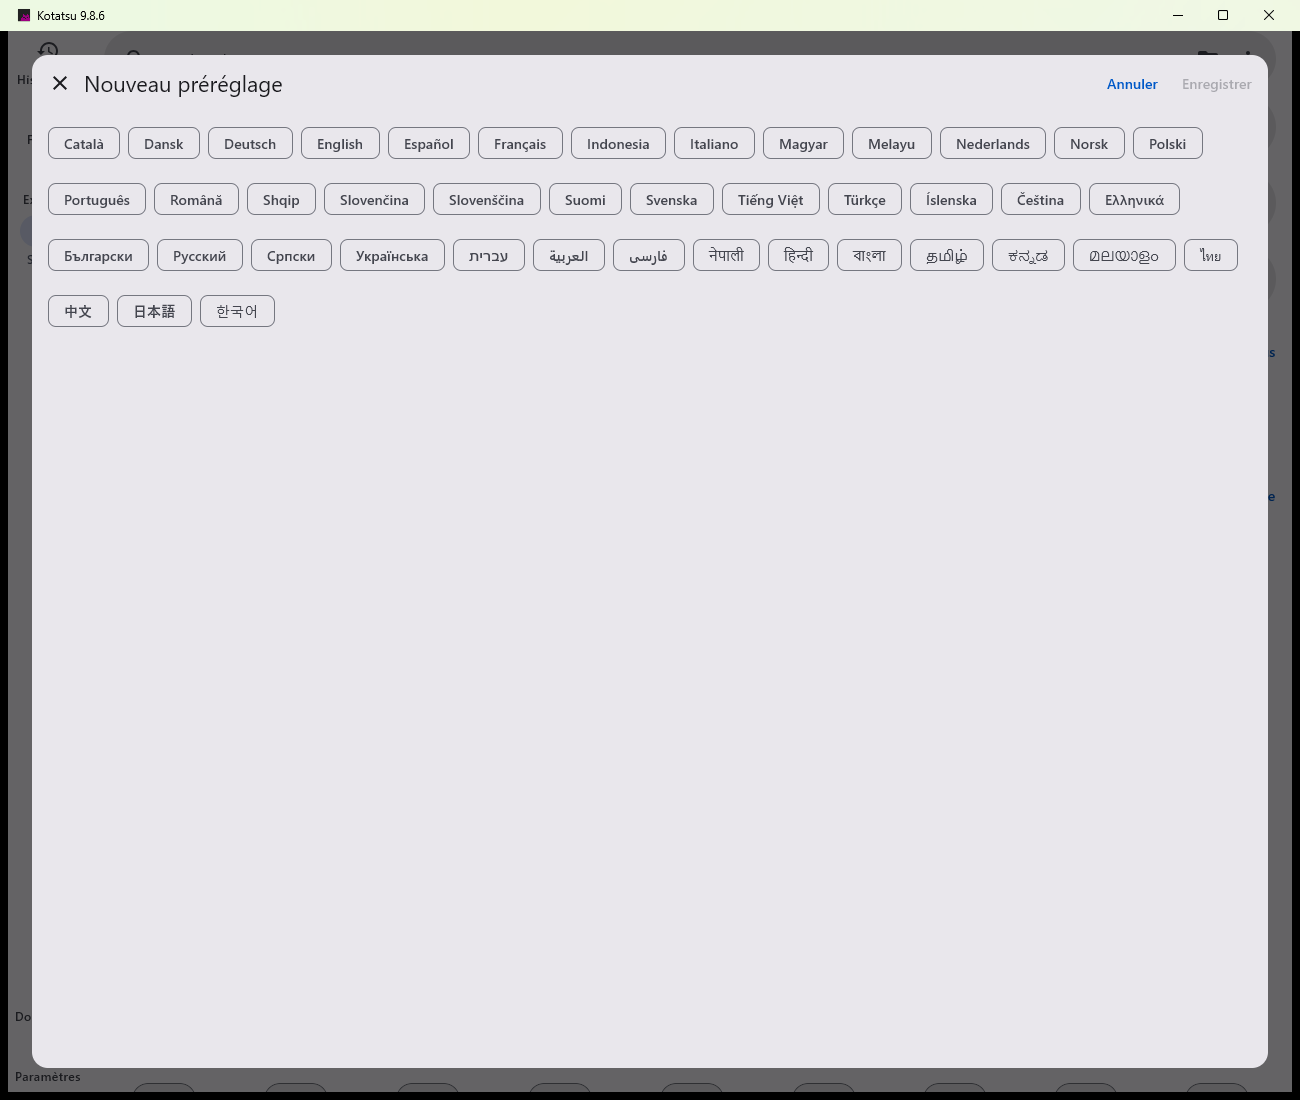 Kotatsu 9.8.6
Nouveau préréglage
Annuler
Enregistrer
Català Dansk Deutsch English Español Français Indonesia Italiano Magyar Melayu Nederlands Norsk Polski
Português Română Shqip Slovenčina Slovenščina Suomi Svenska Tiếng Việt Türkçe Íslenska Čeština Ελληνικά
Български Русский Српски Українська עברית العربية فارسی नेपाली हिन्दी বাংলা தமிழ் ಕನ್ನಡ മലയാളം ไทย
中文 日本語 한국어
Paramètres